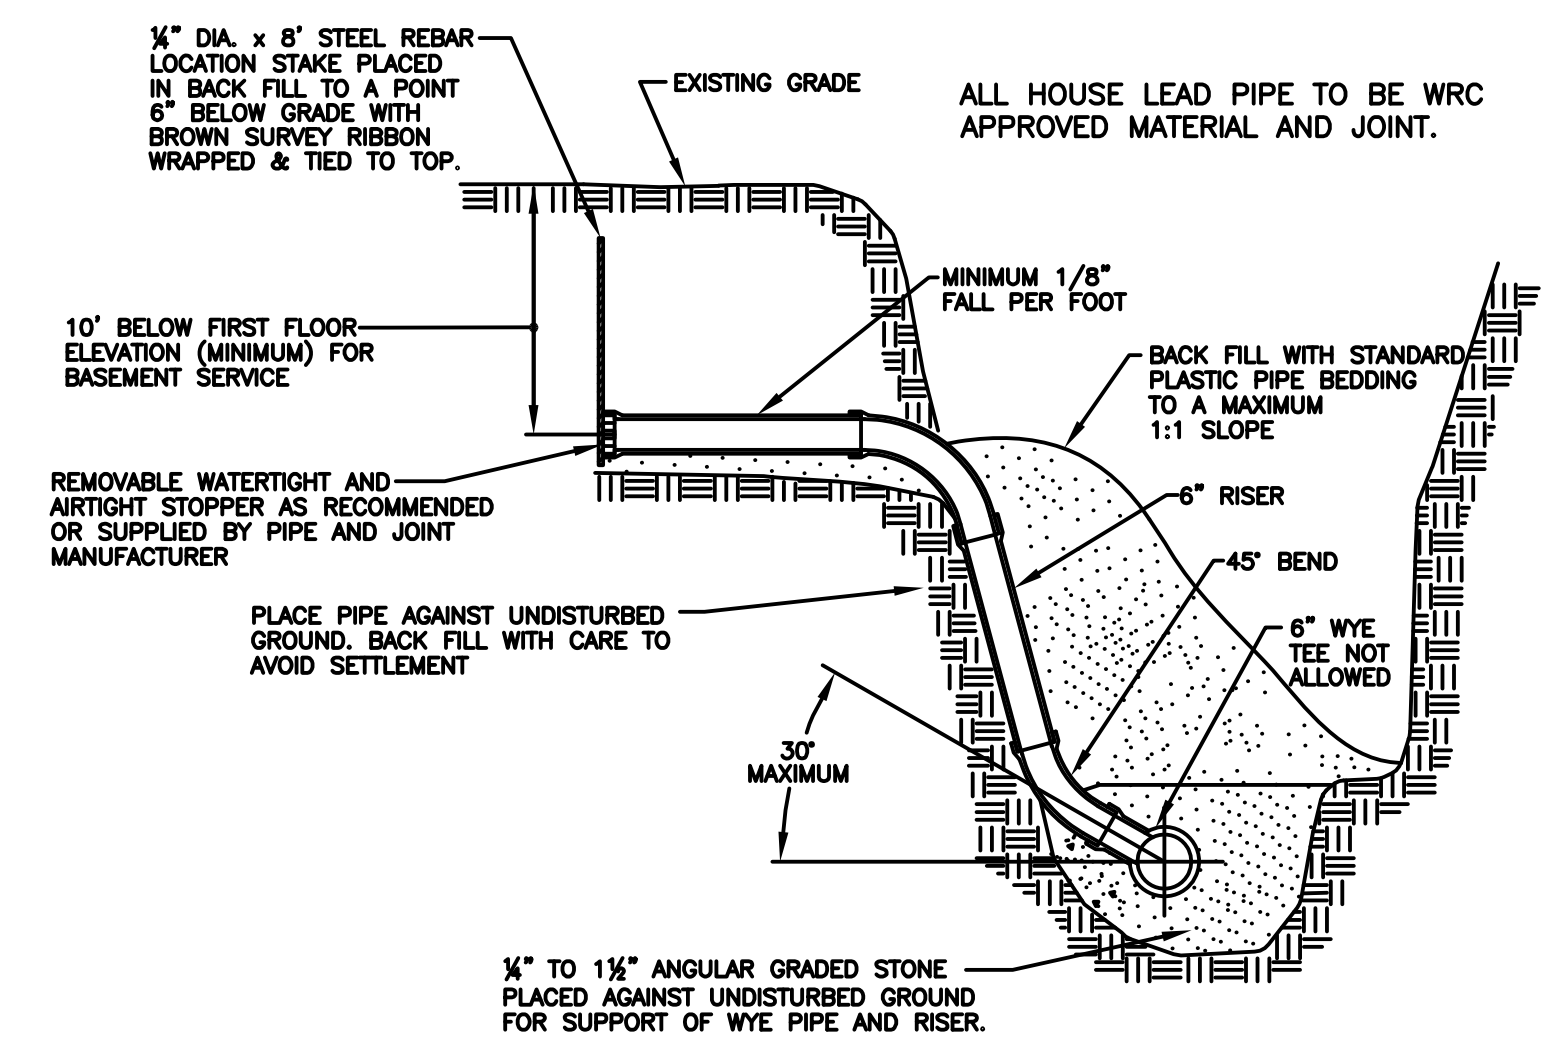 ¼" DIA. x 8' STEEL REBAR
LOCATION STAKE PLACED
IN BACK FILL TO A POINT
6" BELOW GRADE WITH
BROWN SURVEY RIBBON
WRAPPED & TIED TO TOP.
EXISTING GRADE
ALL HOUSE LEAD PIPE TO BE WRC
APPROVED MATERIAL AND JOINT.
MINIMUM 1/8"
FALL PER FOOT
10' BELOW FIRST FLOOR
ELEVATION (MINIMUM) FOR
BASEMENT SERVICE
BACK FILL WITH STANDARD
PLASTIC PIPE BEDDING
TO A MAXIMUM
1:1 SLOPE
REMOVABLE WATERTIGHT AND
AIRTIGHT STOPPER AS RECOMMENDED
OR SUPPLIED BY PIPE AND JOINT
MANUFACTURER
6" RISER
45° BEND
PLACE PIPE AGAINST UNDISTURBED
GROUND. BACK FILL WITH CARE TO
AVOID SETTLEMENT
6" WYE
TEE NOT
ALLOWED
30°
MAXIMUM
¼" TO 1½" ANGULAR GRADED STONE
PLACED AGAINST UNDISTURBED GROUND
FOR SUPPORT OF WYE PIPE AND RISER.